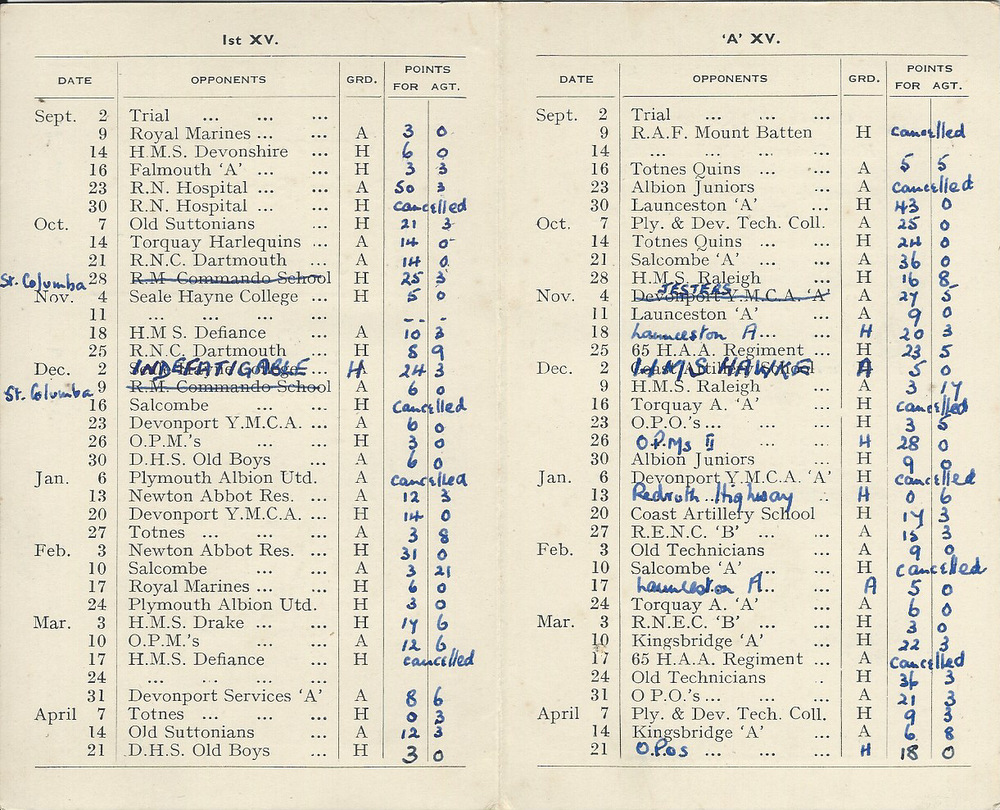 1st XV.
DATE OPPONENTS GRD. POINTS FOR AGT.
Sept. 2 Trial ... ... ...
9 Royal Marines ... ... A 3 0
14 H.M.S. Devonshire ... H 6 0
16 Falmouth ‘A’ ... ... H 3 3
23 R.N. Hospital ... ... A 50 3
30 R.N. Hospital ... ... H cancelled
Oct. 7 Old Suttonians ... H 21 3
14 Torquay Harlequins ... A 14 0
21 R.N.C. Dartmouth ... A 14 0
St. Columba 28 R.M. Commando School H 25 3
Nov. 4 Seale Hayne College ... H 5 0
11 ... ... ... ... - - -
18 H.M S. Defiance ... A 10 3
25 R.N.C. Dartmouth ... H 8 9
Dec. 2 INDEFATIGABLE H 24 3
St. Columba 9 R.M. Commando School A 6 0
16 Salcombe ... ... H cancelled
23 Devonport Y.M.C.A. ... A 6 0
26 O.P.M.'s ... ... H 3 0
30 D.H.S. Old Boys ... A 6 0
Jan. 6 Plymouth Albion Utd. A cancelled
13 Newton Abbot Res. ... A 12 3
20 Devonport Y.M.C.A. ... H 14 0
27 Totnes ... ... ... A 3 8
Feb. 3 Newton Abbot Res. ... H 31 0
10 Salcombe ... ... A 3 21
17 Royal Marines ... ... H 6 0
24 Plymouth Albion Utd. H 3 0
Mar. 3 H.M.S. Drake ... ... H 14 6
10 O.P.M.'s ... ... A 12 6
17 H.M.S. Defiance ... H cancelled
24 ... ... ... ...
31 Devonport Services ‘A’ A 8 6
April 7 Totnes ... ... ... H 0 3
14 Old Suttonians ... A 12 3
21 D.H.S. Old Boys ... H 3 0
‘A’ XV.
DATE OPPONENTS GRD. POINTS FOR AGT.
Sept. 2 Trial ... ... ...
9 R.A.F. Mount Batten H cancelled
14 ... ... ... ...
16 Totnes Quins ... ... A 5 5
23 Albion Juniors ... A cancelled
30 Launceston ‘A’ ... H 43 0
Oct. 7 Ply. & Dev. Tech. Coll. A 25 0
14 Totnes Quins ... ... H 24 0
21 Salcombe ‘A’ ... ... A 36 0
28 H.M.S. Raleigh ... H 16 8
Nov. 4 Devonport Y.M.C.A. ‘A’ JESTERS A 27 5
11 Launceston ‘A’ ... A 9 0
18 Launceston A ... H 20 3
25 65 H.A.A. Regiment ... H 23 5
Dec. 2 HMS HAWKE A 5 0
9 H.M.S. Raleigh ... A 3 14
16 Torquay A. ‘A’ ... H cancelled
23 O.P.O.'s ... ... H 3 5
26 O.P.Ms II ... ... H 28 0
30 Albion Juniors ... H 9 0
Jan. 6 Devonport Y.M.C.A. ‘A’ H cancelled
13 Redruth Highway H 0 6
20 Coast Artillery School H 14 3
27 R.E.N.C. ‘B’ ... ... A 15 3
Feb. 3 Old Technicians ... A 9 0
10 Salcombe ‘A’ ... ... H cancelled
17 Launceston A... ... A 5 0
24 Torquay A. ‘A’ ... A 6 0
Mar. 3 R.N.E.C. ‘B’ ... ... H 3 0
10 Kingsbridge ‘A’ ... H 22 3
17 65 H.A.A. Regiment ... A cancelled
24 Old Technicians . H 36 3
31 O P.O.'s ... ... ... A 21 3
April 7 Ply. & Dev. Tech. Coll. H 9 3
14 Kingsbridge ‘A’ ... A 6 8
21 O.P.Os ... ... ... H 18 0